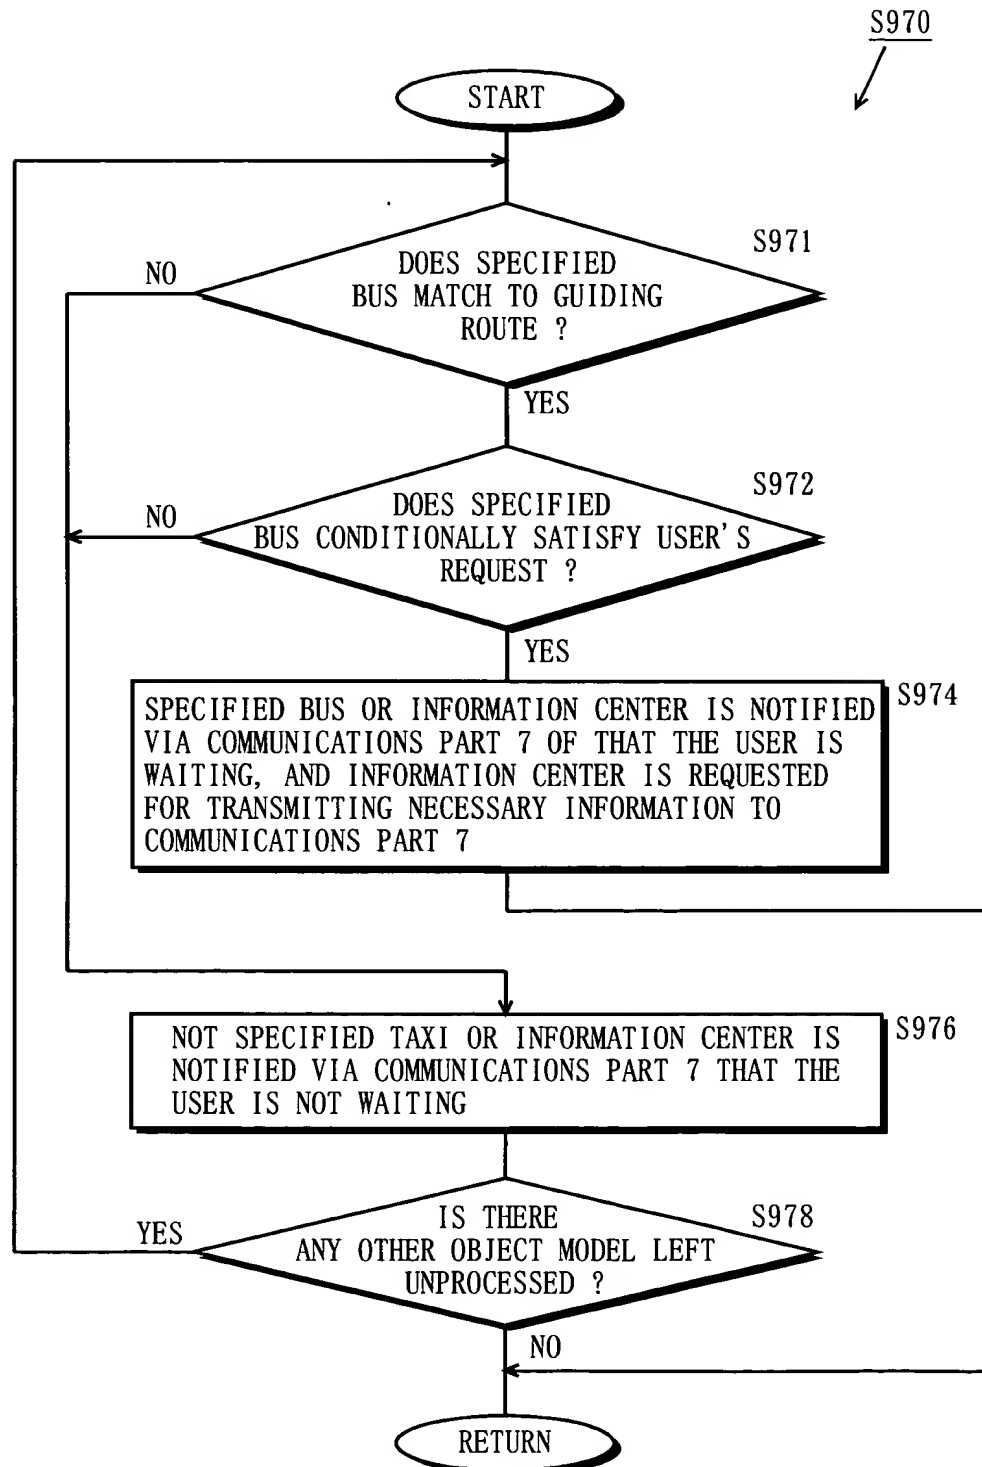 S970
START
S971
DOES SPECIFIED
BUS MATCH TO GUIDING
ROUTE ?
NO
YES
S972
DOES SPECIFIED
BUS CONDITIONALLY SATISFY USER'S
REQUEST ?
NO
YES
S974
SPECIFIED BUS OR INFORMATION CENTER IS NOTIFIED
VIA COMMUNICATIONS PART 7 OF THAT THE USER IS
WAITING, AND INFORMATION CENTER IS REQUESTED
FOR TRANSMITTING NECESSARY INFORMATION TO
COMMUNICATIONS PART 7
S976
NOT SPECIFIED TAXI OR INFORMATION CENTER IS
NOTIFIED VIA COMMUNICATIONS PART 7 THAT THE
USER IS NOT WAITING
S978
IS THERE
ANY OTHER OBJECT MODEL LEFT
UNPROCESSED ?
YES
NO
RETURN